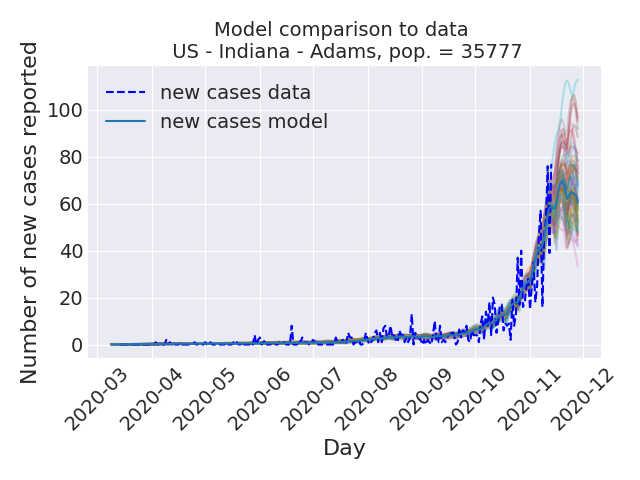 Model comparison to data
US - Indiana - Adams, pop. = 35777
Number of new cases reported
new cases data
new cases model
100
80
60
40
20
0
2020-03
2020-04
2020-05
2020-06
2020-07
2020-08
2020-09
2020-10
2020-11
2020-12
Day